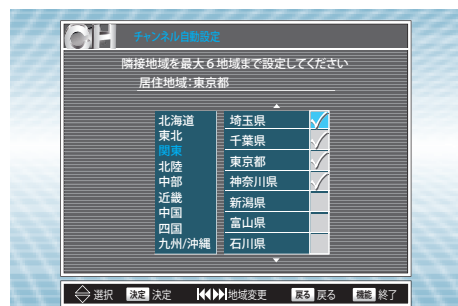 CH チャンネル自動設定
隣接地域を最大6地域まで設定してください
居住地域:東京都
北海道
東北
関東
北陸
中部
近畿
中国
四国
九州/沖縄
埼玉県
千葉県
東京都
神奈川県
新潟県
富山県
石川県
選択 決定 決定 地域変更 戻る 戻る 機能 終了